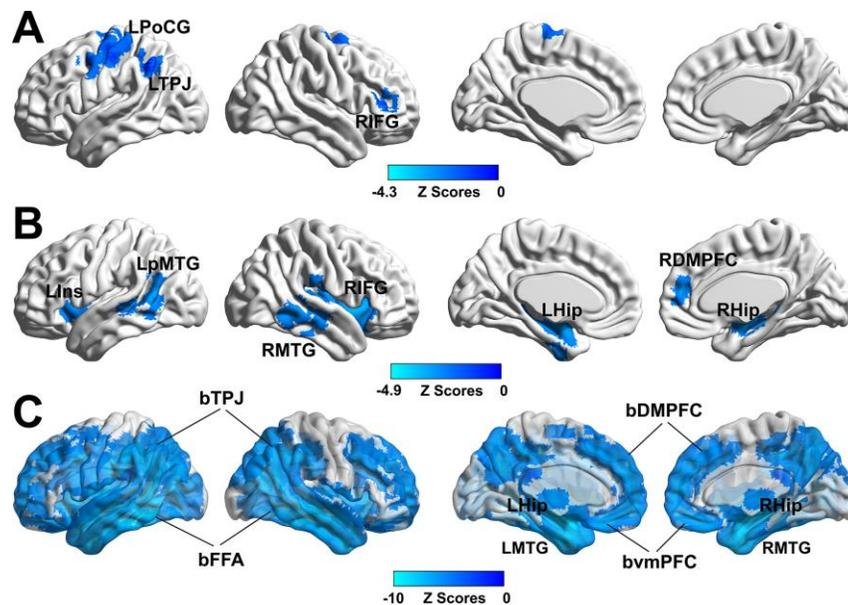 A
LPoCG
LTPJ
RIFG
-4.3 Z Scores 0
B
LpMTG
LIns
RIFG
RMTG
LHip
RDMPFC
RHip
-4.9 Z Scores 0
C
bTPJ
bDMPFC
LHip
RHip
bFFA
LMTG
bvmPFC
RMTG
-10 Z Scores 0